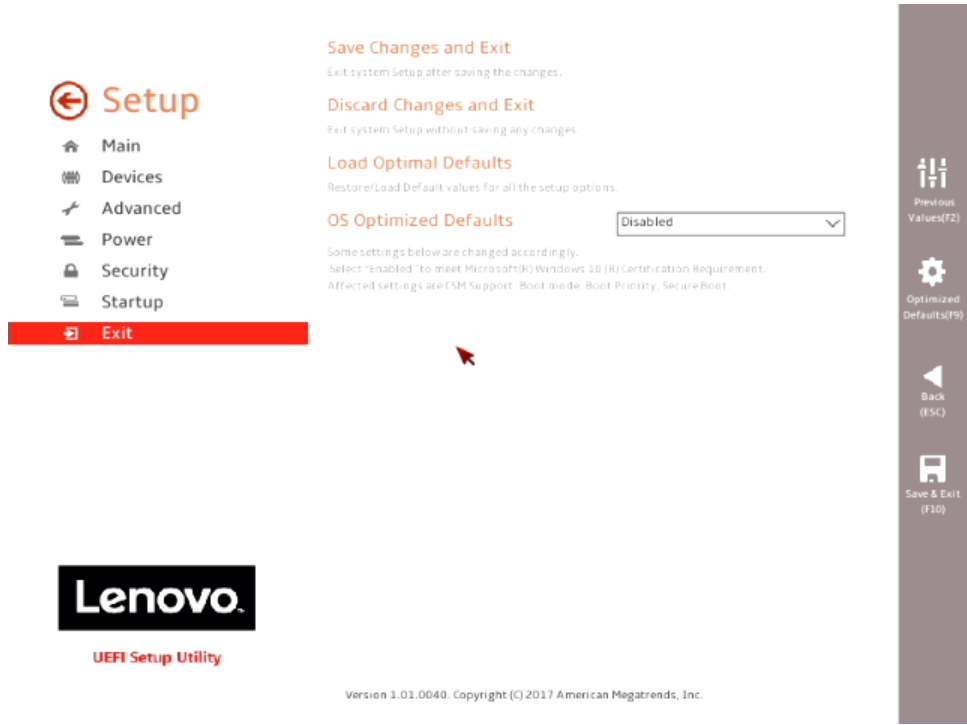 Setup
Main
Devices
Advanced
Power
Security
Startup
Exit
Save Changes and Exit
Exit system Setup after saving the changes.
Discard Changes and Exit
Exit system Setup without saving any changes.
Load Optimal Defaults
Restore/Load Default values for all the setup options.
OS Optimized Defaults
Disabled
Some settings below are changed accordingly.
Select "Enabled" to meet Microsoft(R) Windows 10 (R) Certification Requirement.
Affected settings are CSM Support, Boot mode, Boot Priority, Secure Boot.
Previous
Values(F2)
Optimized
Defaults(F9)
Back
(ESC)
Save & Exit
(F10)
Lenovo.
UEFI Setup Utility
Version 1.01.0040. Copyright (C) 2017 American Megatrends, Inc.